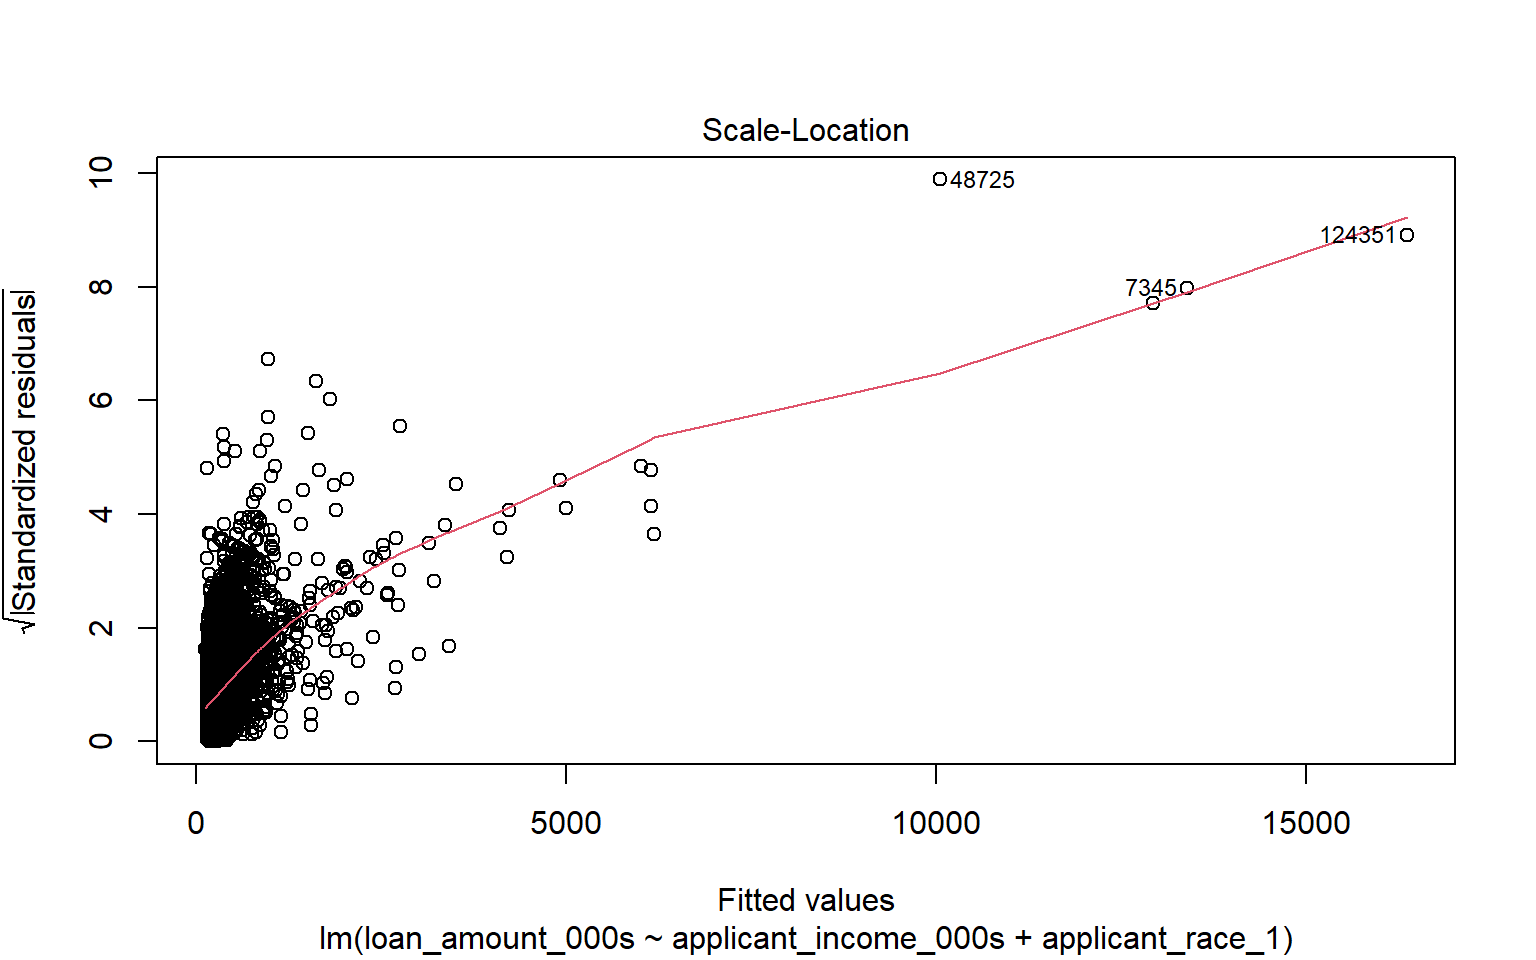 Scale-Location
√|Standardized residuals|
10
8
6
4
2
0
48725
124351
7345
0 5000 10000 15000
Fitted values
lm(loan_amount_000s ~ applicant_income_000s + applicant_race_1)